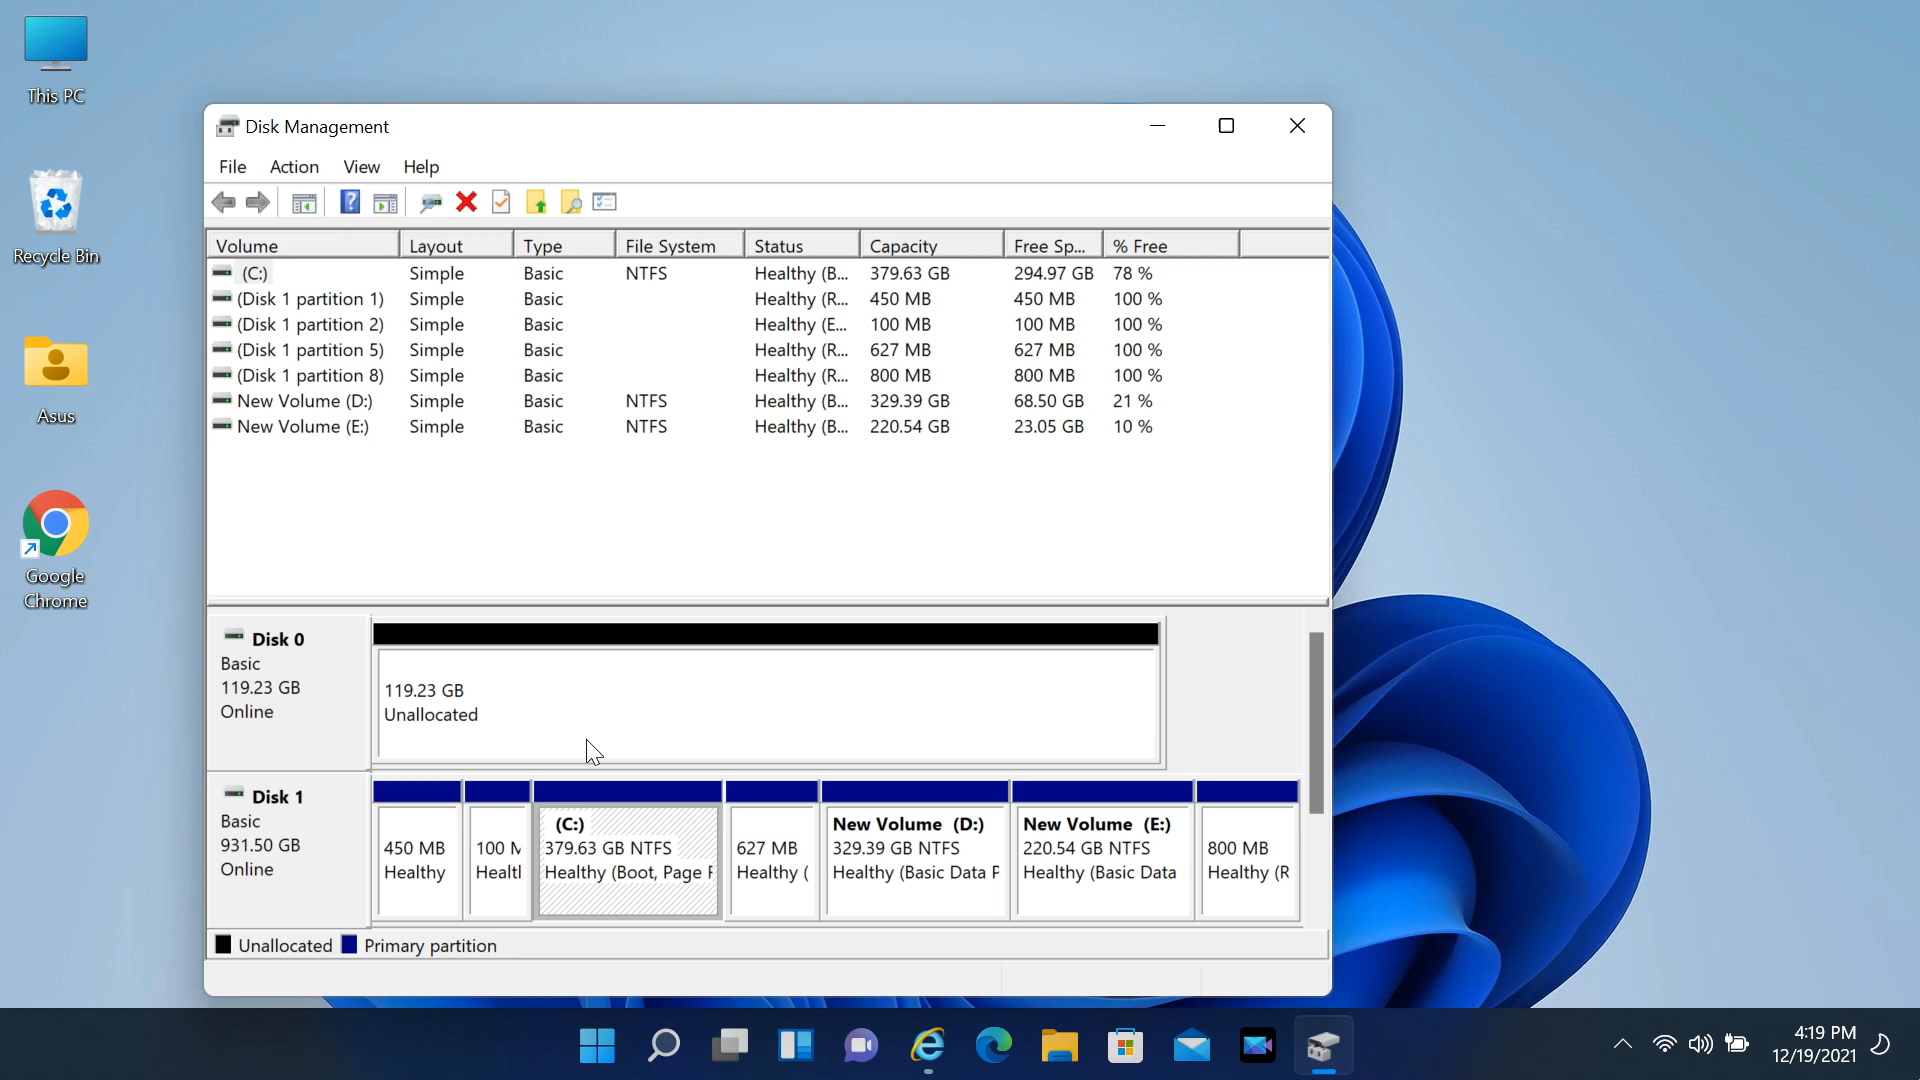 This PC
Recycle Bin
Asus
Google
Chrome
Disk Management
File Action View Help
Volume Layout Type File System Status Capacity Free Sp... % Free
(C:) Simple Basic NTFS Healthy (B... 379.63 GB 294.97 GB 78 %
(Disk 1 partition 1) Simple Basic Healthy (R... 450 MB 450 MB 100 %
(Disk 1 partition 2) Simple Basic Healthy (E... 100 MB 100 MB 100 %
(Disk 1 partition 5) Simple Basic Healthy (R... 627 MB 627 MB 100 %
(Disk 1 partition 8) Simple Basic Healthy (R... 800 MB 800 MB 100 %
New Volume (D:) Simple Basic NTFS Healthy (B... 329.39 GB 68.50 GB 21 %
New Volume (E:) Simple Basic NTFS Healthy (B... 220.54 GB 23.05 GB 10 %
Disk 0
Basic
119.23 GB
Online
119.23 GB
Unallocated
Disk 1
Basic
931.50 GB
Online
450 MB
Healthy
100 M
Healtl
(C:)
379.63 GB NTFS
Healthy (Boot, Page F
627 MB
Healthy (
New Volume (D:)
329.39 GB NTFS
Healthy (Basic Data P
New Volume (E:)
220.54 GB NTFS
Healthy (Basic Data
800 MB
Healthy (R
Unallocated Primary partition
4:19 PM
12/19/2021